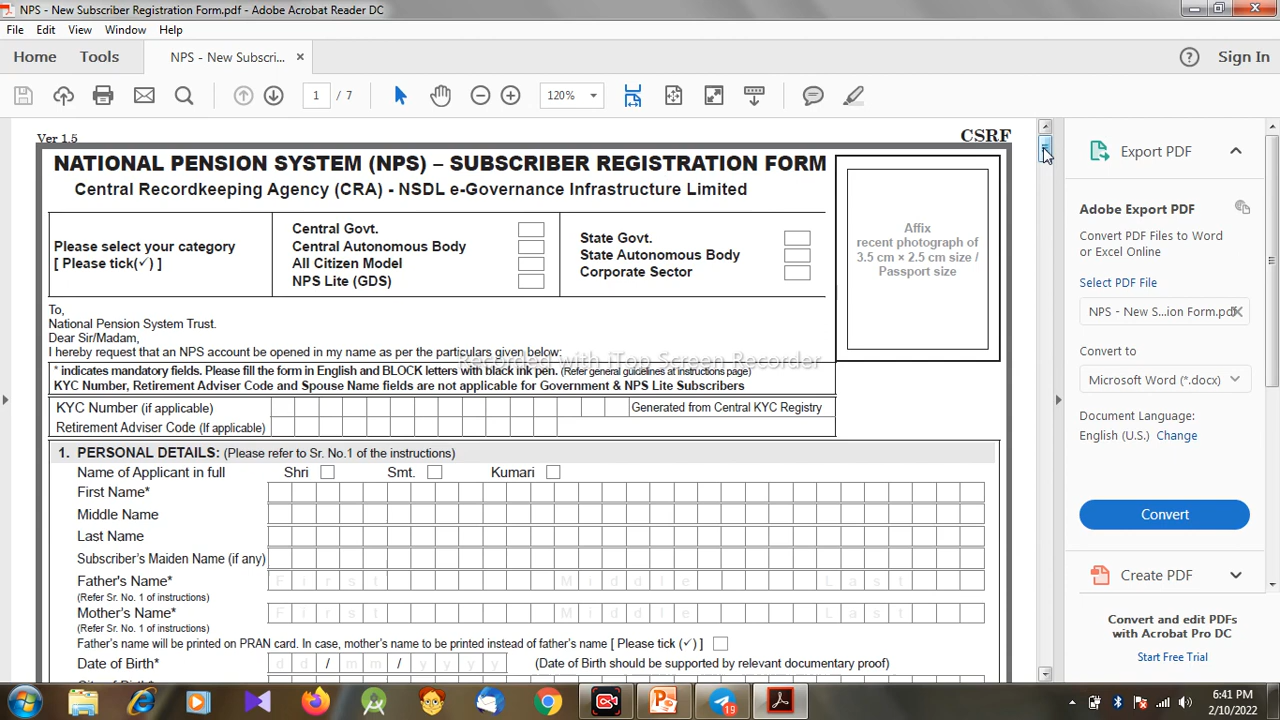 NPS - New Subscriber Registration Form.pdf - Adobe Acrobat Reader DC
File Edit View Window Help
Home Tools NPS - New Subscri... × Sign In
1 / 7 120%
Ver 1.5 CSRF
NATIONAL PENSION SYSTEM (NPS) – SUBSCRIBER REGISTRATION FORM
Central Recordkeeping Agency (CRA) - NSDL e-Governance Infrastructure Limited
Please select your category
[ Please tick(✓) ]
Central Govt.
Central Autonomous Body
All Citizen Model
NPS Lite (GDS)
State Govt.
State Autonomous Body
Corporate Sector
Affix
recent photograph of
3.5 cm × 2.5 cm size /
Passport size
To,
National Pension System Trust.
Dear Sir/Madam,
I hereby request that an NPS account be opened in my name as per the particulars given below:
Recorded with iTop Screen Recorder
* indicates mandatory fields. Please fill the form in English and BLOCK letters with black ink pen. (Refer general guidelines at instructions page)
KYC Number, Retirement Adviser Code and Spouse Name fields are not applicable for Government & NPS Lite Subscribers
KYC Number (if applicable) Generated from Central KYC Registry
Retirement Adviser Code (If applicable)
1. PERSONAL DETAILS: (Please refer to Sr. No.1 of the instructions)
Name of Applicant in full Shri Smt. Kumari
First Name*
Middle Name
Last Name
Subscriber's Maiden Name (if any)
Father's Name* First Middle Last
(Refer Sr. No. 1 of instructions)
Mother's Name* First Middle Last
(Refer Sr. No. 1 of instructions)
Father's name will be printed on PRAN card. In case, mother's name to be printed instead of father's name [ Please tick (✓) ]
Date of Birth* dd / mm / yyyy (Date of Birth should be supported by relevant documentary proof)
Export PDF
Adobe Export PDF
Convert PDF Files to Word
or Excel Online
Select PDF File
NPS - New S...ion Form.pdf
Convert to
Microsoft Word (*.docx)
Document Language:
English (U.S.) Change
Convert
Create PDF
Convert and edit PDFs
with Acrobat Pro DC
Start Free Trial
19
6:41 PM
2/10/2022